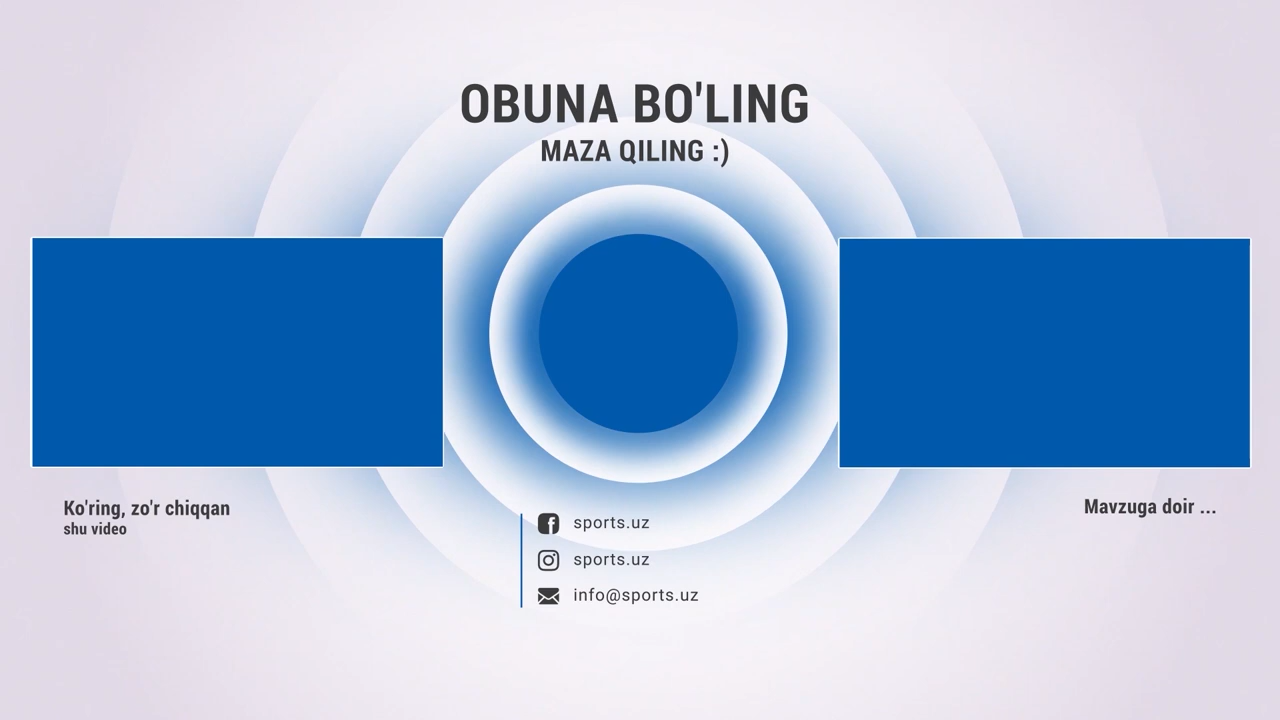 OBUNA BO'LING
MAZA QILING :)
Ko'ring, zo'r chiqqan
shu video
Mavzuga doir ...
sports.uz
sports.uz
info@sports.uz